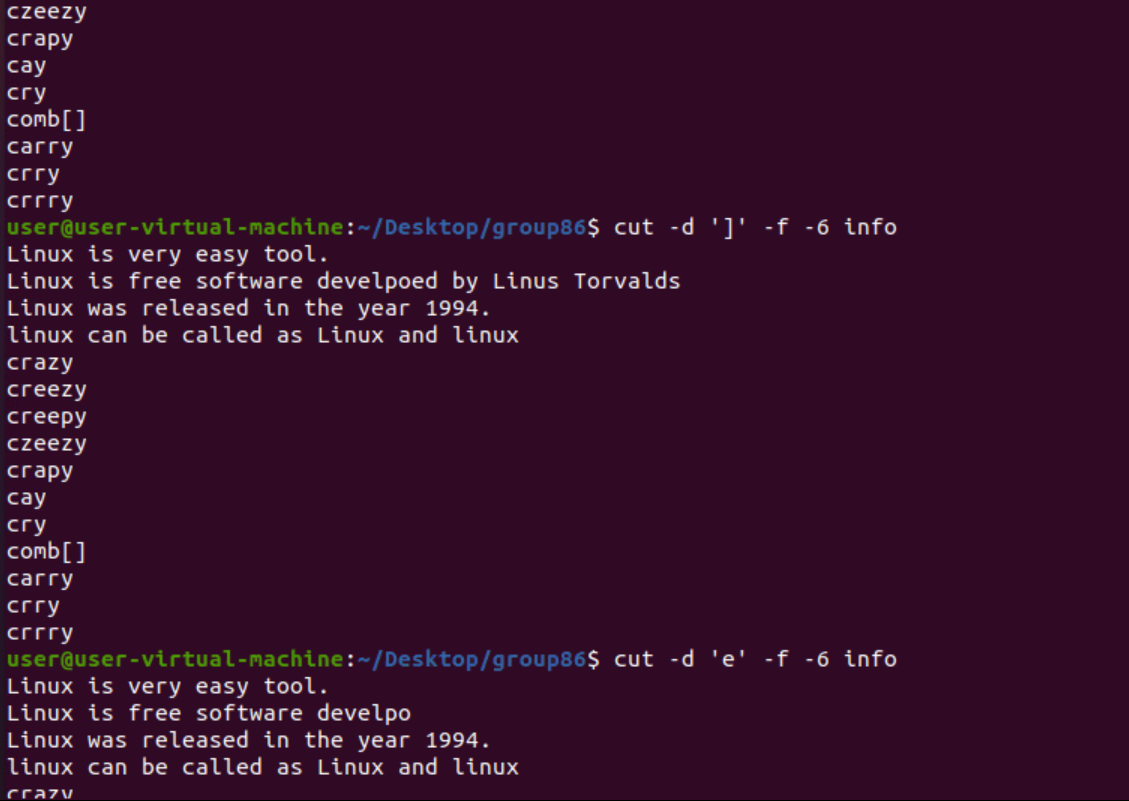 czeezy
crapy
cay
cry
comb[]
carry
crry
crrry
user@user-virtual-machine:~/Desktop/group86$ cut -d ']' -f -6 info
Linux is very easy tool.
Linux is free software develpoed by Linus Torvalds
Linux was released in the year 1994.
linux can be called as Linux and linux
crazy
creezy
creepy
czeezy
crapy
cay
cry
comb[]
carry
crry
crrry
user@user-virtual-machine:~/Desktop/group86$ cut -d 'e' -f -6 info
Linux is very easy tool.
Linux is free software develpo
Linux was released in the year 1994.
linux can be called as Linux and linux
crazy